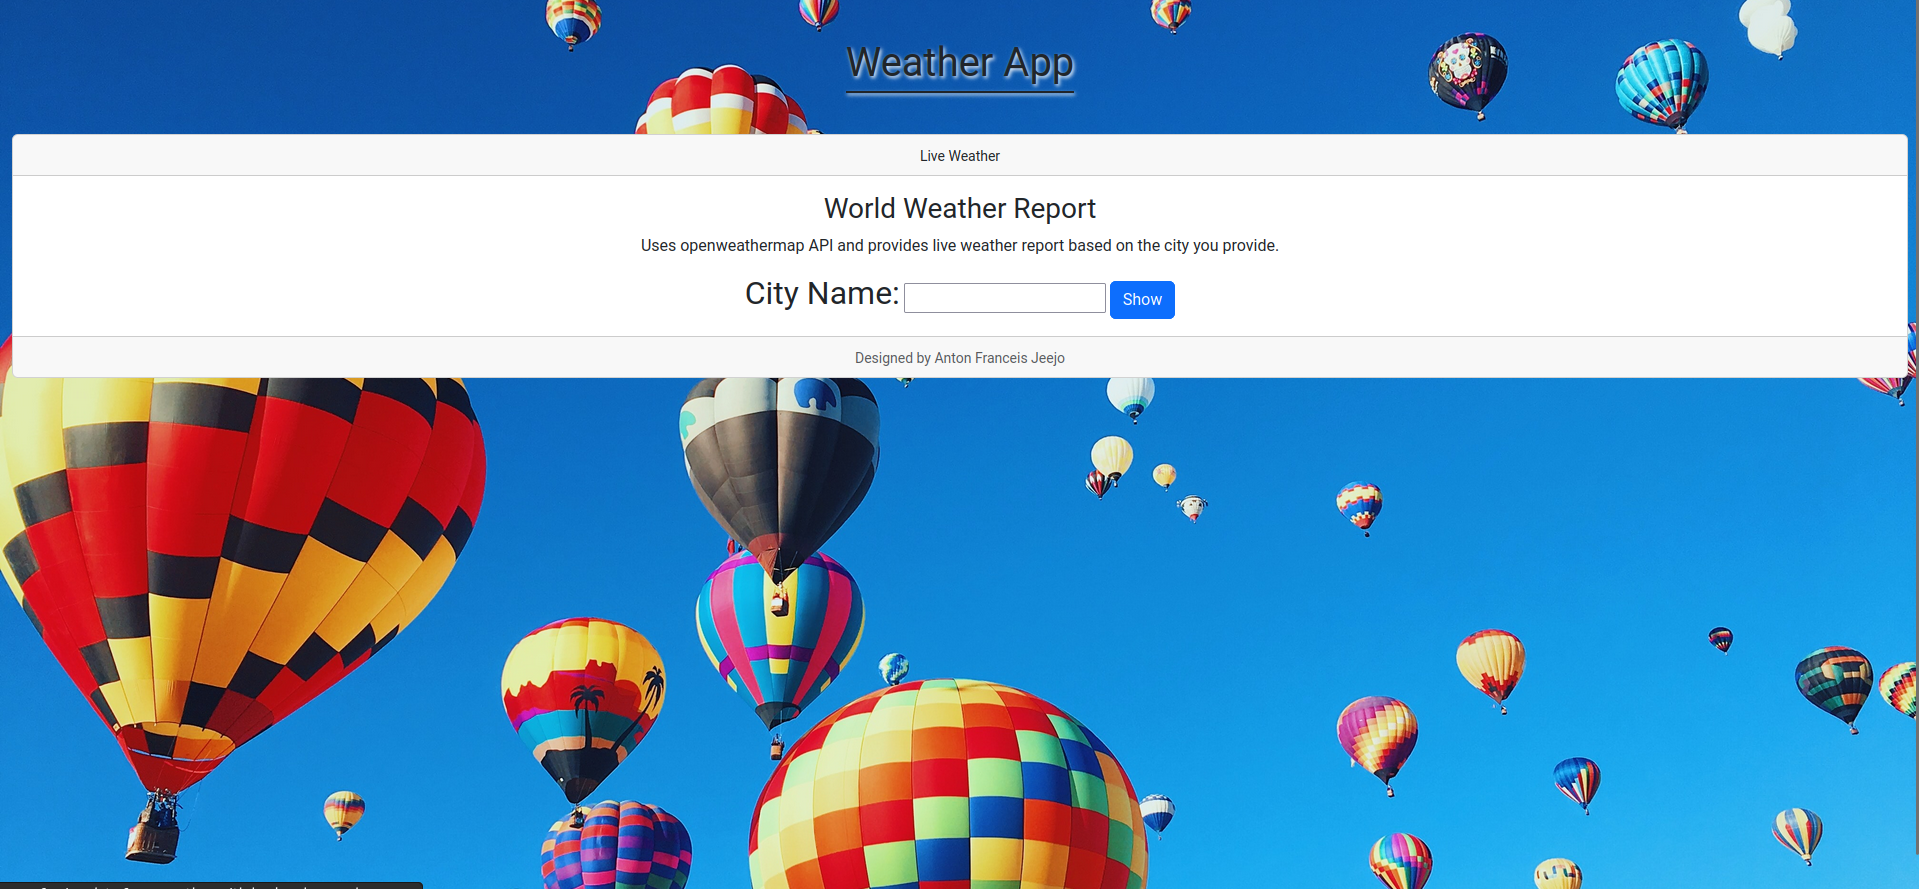 Weather App
Live Weather
World Weather Report
Uses openweathermap API and provides live weather report based on the city you provide.
City Name: Show
Designed by Anton Franceis Jeejo